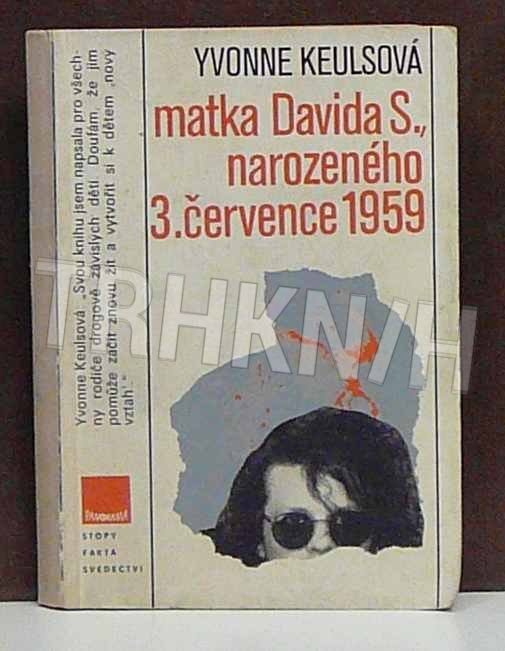 YVONNE KEULSOVÁ
matka Davida S.,
narozeného
3. července 1959
Yvonne Keulsová: „Svou knihu jsem napsala pro všech-
ny rodiče drogově závislých dětí. Doufám, že jim
pomůže začít znovu žít a vytvořit si k dětem ‚nový
vztah‘.“
PANORAMA
STOPY
FAKTA
SVĚDECTVÍ
TRHKNIH